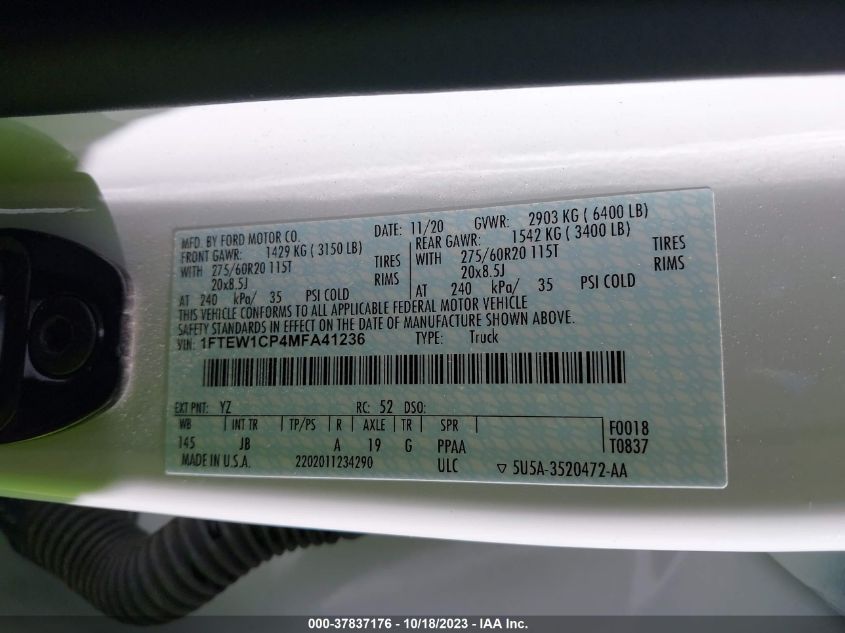 MFD. BY FORD MOTOR CO. DATE: 11/20 GVWR: 2903 KG ( 6400 LB)
FRONT GAWR: 1429 KG ( 3150 LB) REAR GAWR: 1542 KG ( 3400 LB)
WITH 275/60R20 115T TIRES WITH 275/60R20 115T TIRES
20x8.5J RIMS 20x8.5J RIMS
AT 240 kPa/ 35 PSI COLD AT 240 kPa/ 35 PSI COLD
THIS VEHICLE CONFORMS TO ALL APPLICABLE FEDERAL MOTOR VEHICLE
SAFETY STANDARDS IN EFFECT ON THE DATE OF MANUFACTURE SHOWN ABOVE.
VIN: 1FTEW1CP4MFA41236 TYPE: Truck
EXT PNT: YZ RC: 52 DSO:
WB INT TR TP/PS R AXLE TR SPR F0018
145 JB A 19 G PPAA T0837
MADE IN U.S.A. 2202011234290 ULC ▽ 5U5A-3520472-AA
000-37837176 - 10/18/2023 - IAA Inc.